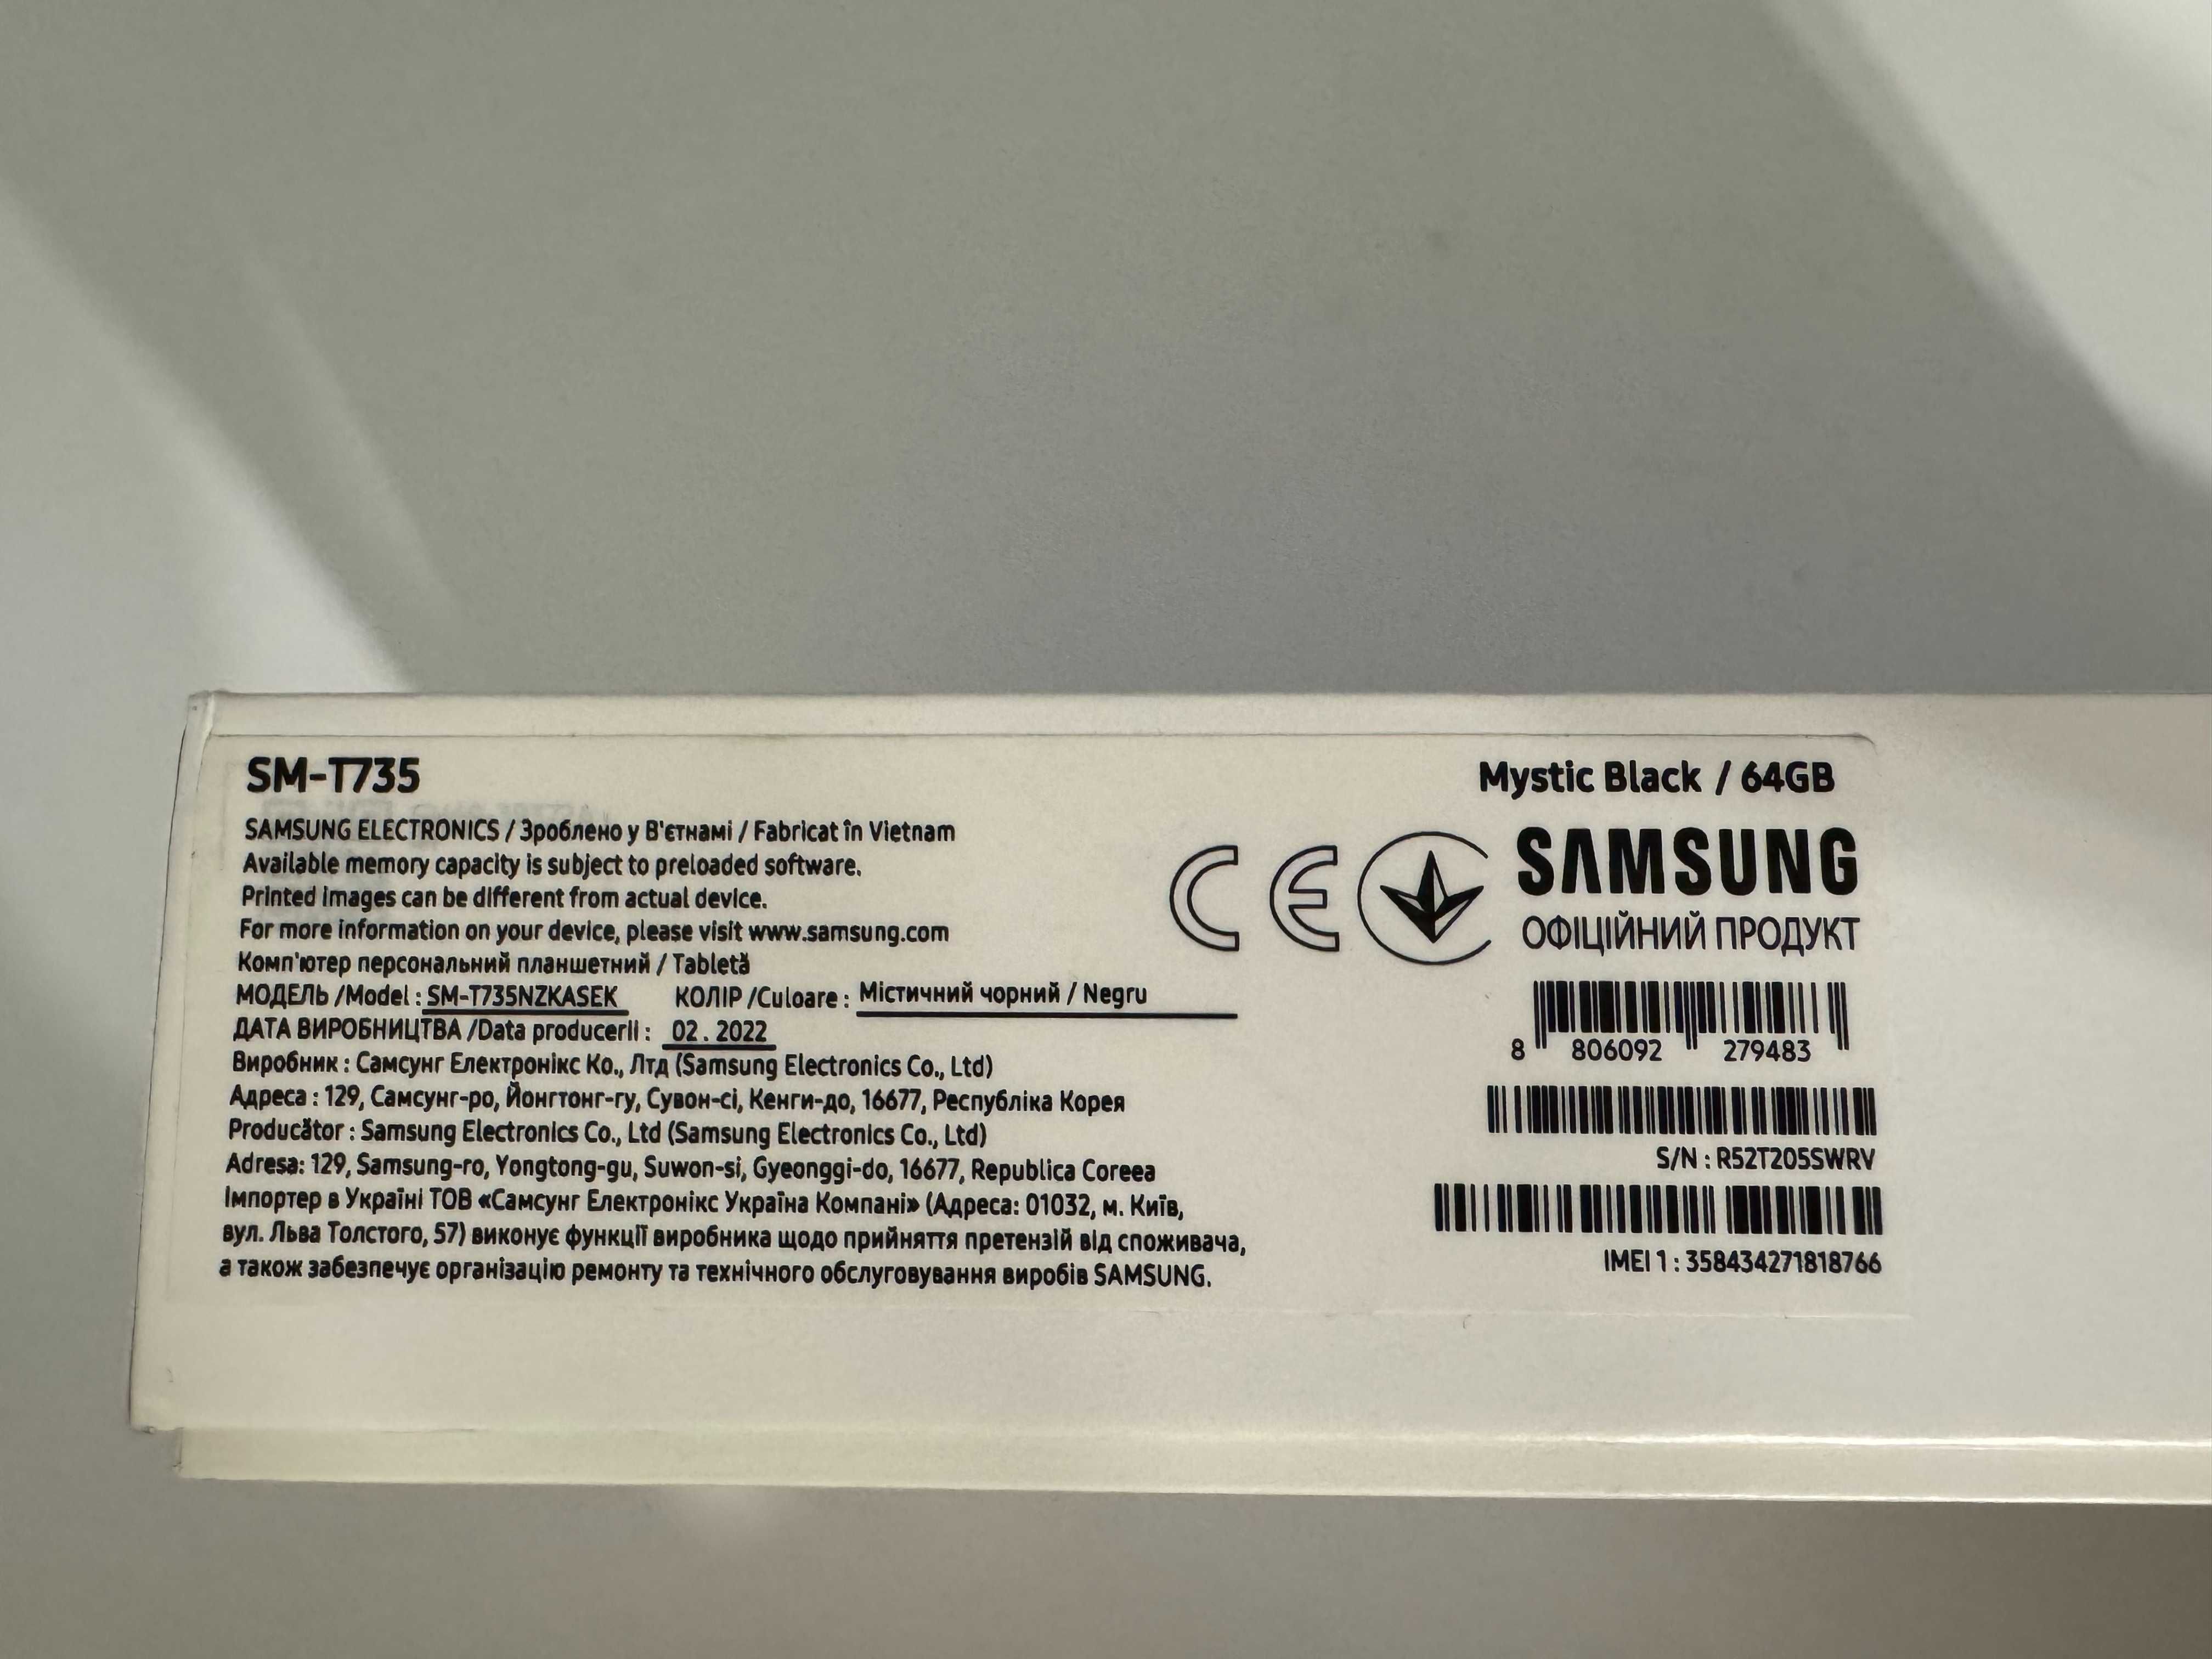 SM-T735
Mystic Black / 64GB
SAMSUNG ELECTRONICS / Зроблено у В'єтнамі / Fabricat în Vietnam
Available memory capacity is subject to preloaded software.
Printed images can be different from actual device.
For more information on your device, please visit www.samsung.com
Комп'ютер персональний планшетний / Tabletă
МОДЕЛЬ /Model : SM-T735NZKASEK КОЛІР /Culoare : Містичний чорний / Negru
ДАТА ВИРОБНИЦТВА /Data producerii : 02 . 2022
Виробник : Самсунг Електронікс Ко., Лтд (Samsung Electronics Co., Ltd)
Адреса : 129, Самсунг-ро, Йонгтонг-гу, Сувон-сі, Кенги-до, 16677, Республіка Корея
Producător : Samsung Electronics Co., Ltd (Samsung Electronics Co., Ltd)
Adresa: 129, Samsung-ro, Yongtong-gu, Suwon-si, Gyeonggi-do, 16677, Republica Coreea
Імпортер в Україні ТОВ «Самсунг Електронікс Україна Компані» (Адреса: 01032, м. Київ,
вул. Льва Толстого, 57) виконує функції виробника щодо прийняття претензій від споживача,
а також забезпечує організацію ремонту та технічного обслуговування виробів SAMSUNG.
CE
SAMSUNG
ОФІЦІЙНИЙ ПРОДУКТ
8 806092 279483
S/N : R52T205SWRV
IMEI 1 : 358434271818766